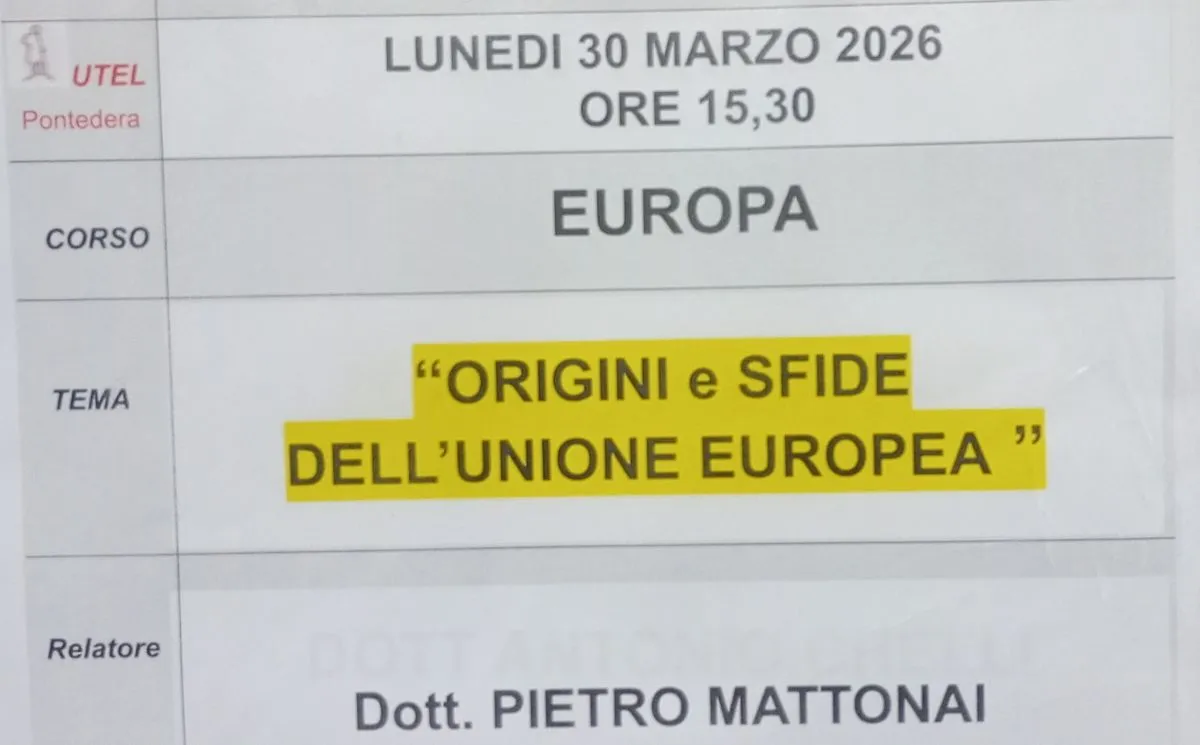 UTEL
Pontedera
LUNEDI 30 MARZO 2026
ORE 15,30
CORSO
EUROPA
TEMA
“ORIGINI e SFIDE
DELL’UNIONE EUROPEA ”
Relatore
Dott. PIETRO MATTONAI